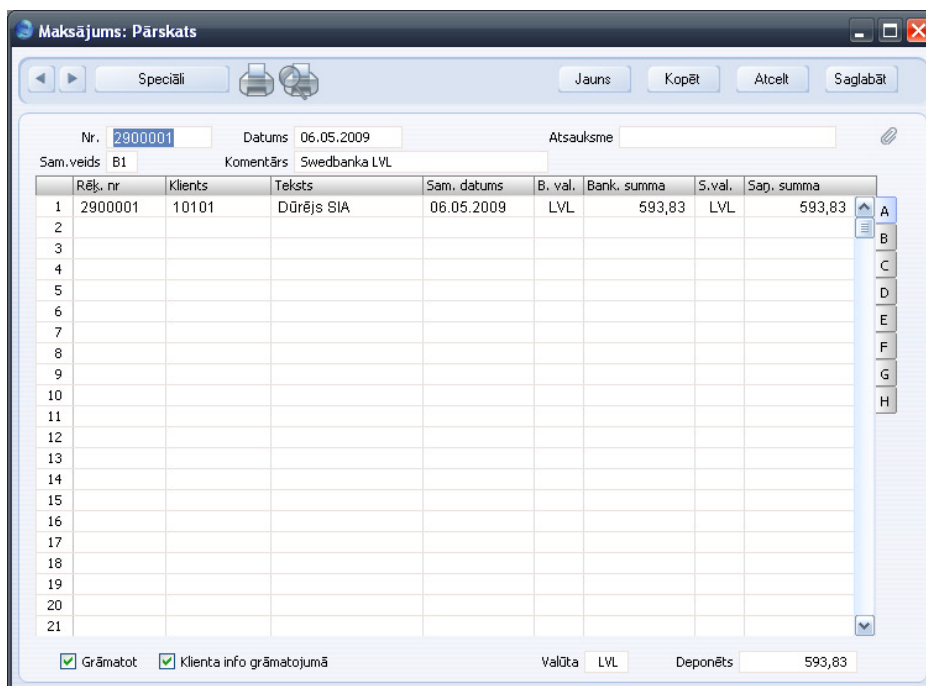 Maksājums: Pārskats
Speciāli Jauns Kopēt Atcelt Saglabāt
Nr. 2900001 Datums 06.05.2009 Atsauksme
Sam.veids B1 Komentārs Swedbanka LVL
Rēķ. nr Klients Teksts Sam. datums B. val. Bank. summa S.val. Saņ. summa
1 2900001 10101 Dūrējs SIA 06.05.2009 LVL 593,83 LVL 593,83 A
2
3 B
4 C
5 D
6 E
7
8 F
9 G
10 H
11
12
13
14
15
16
17
18
19
20
21
Grāmatot Klienta info grāmatojumā Valūta LVL Deponēts 593,83